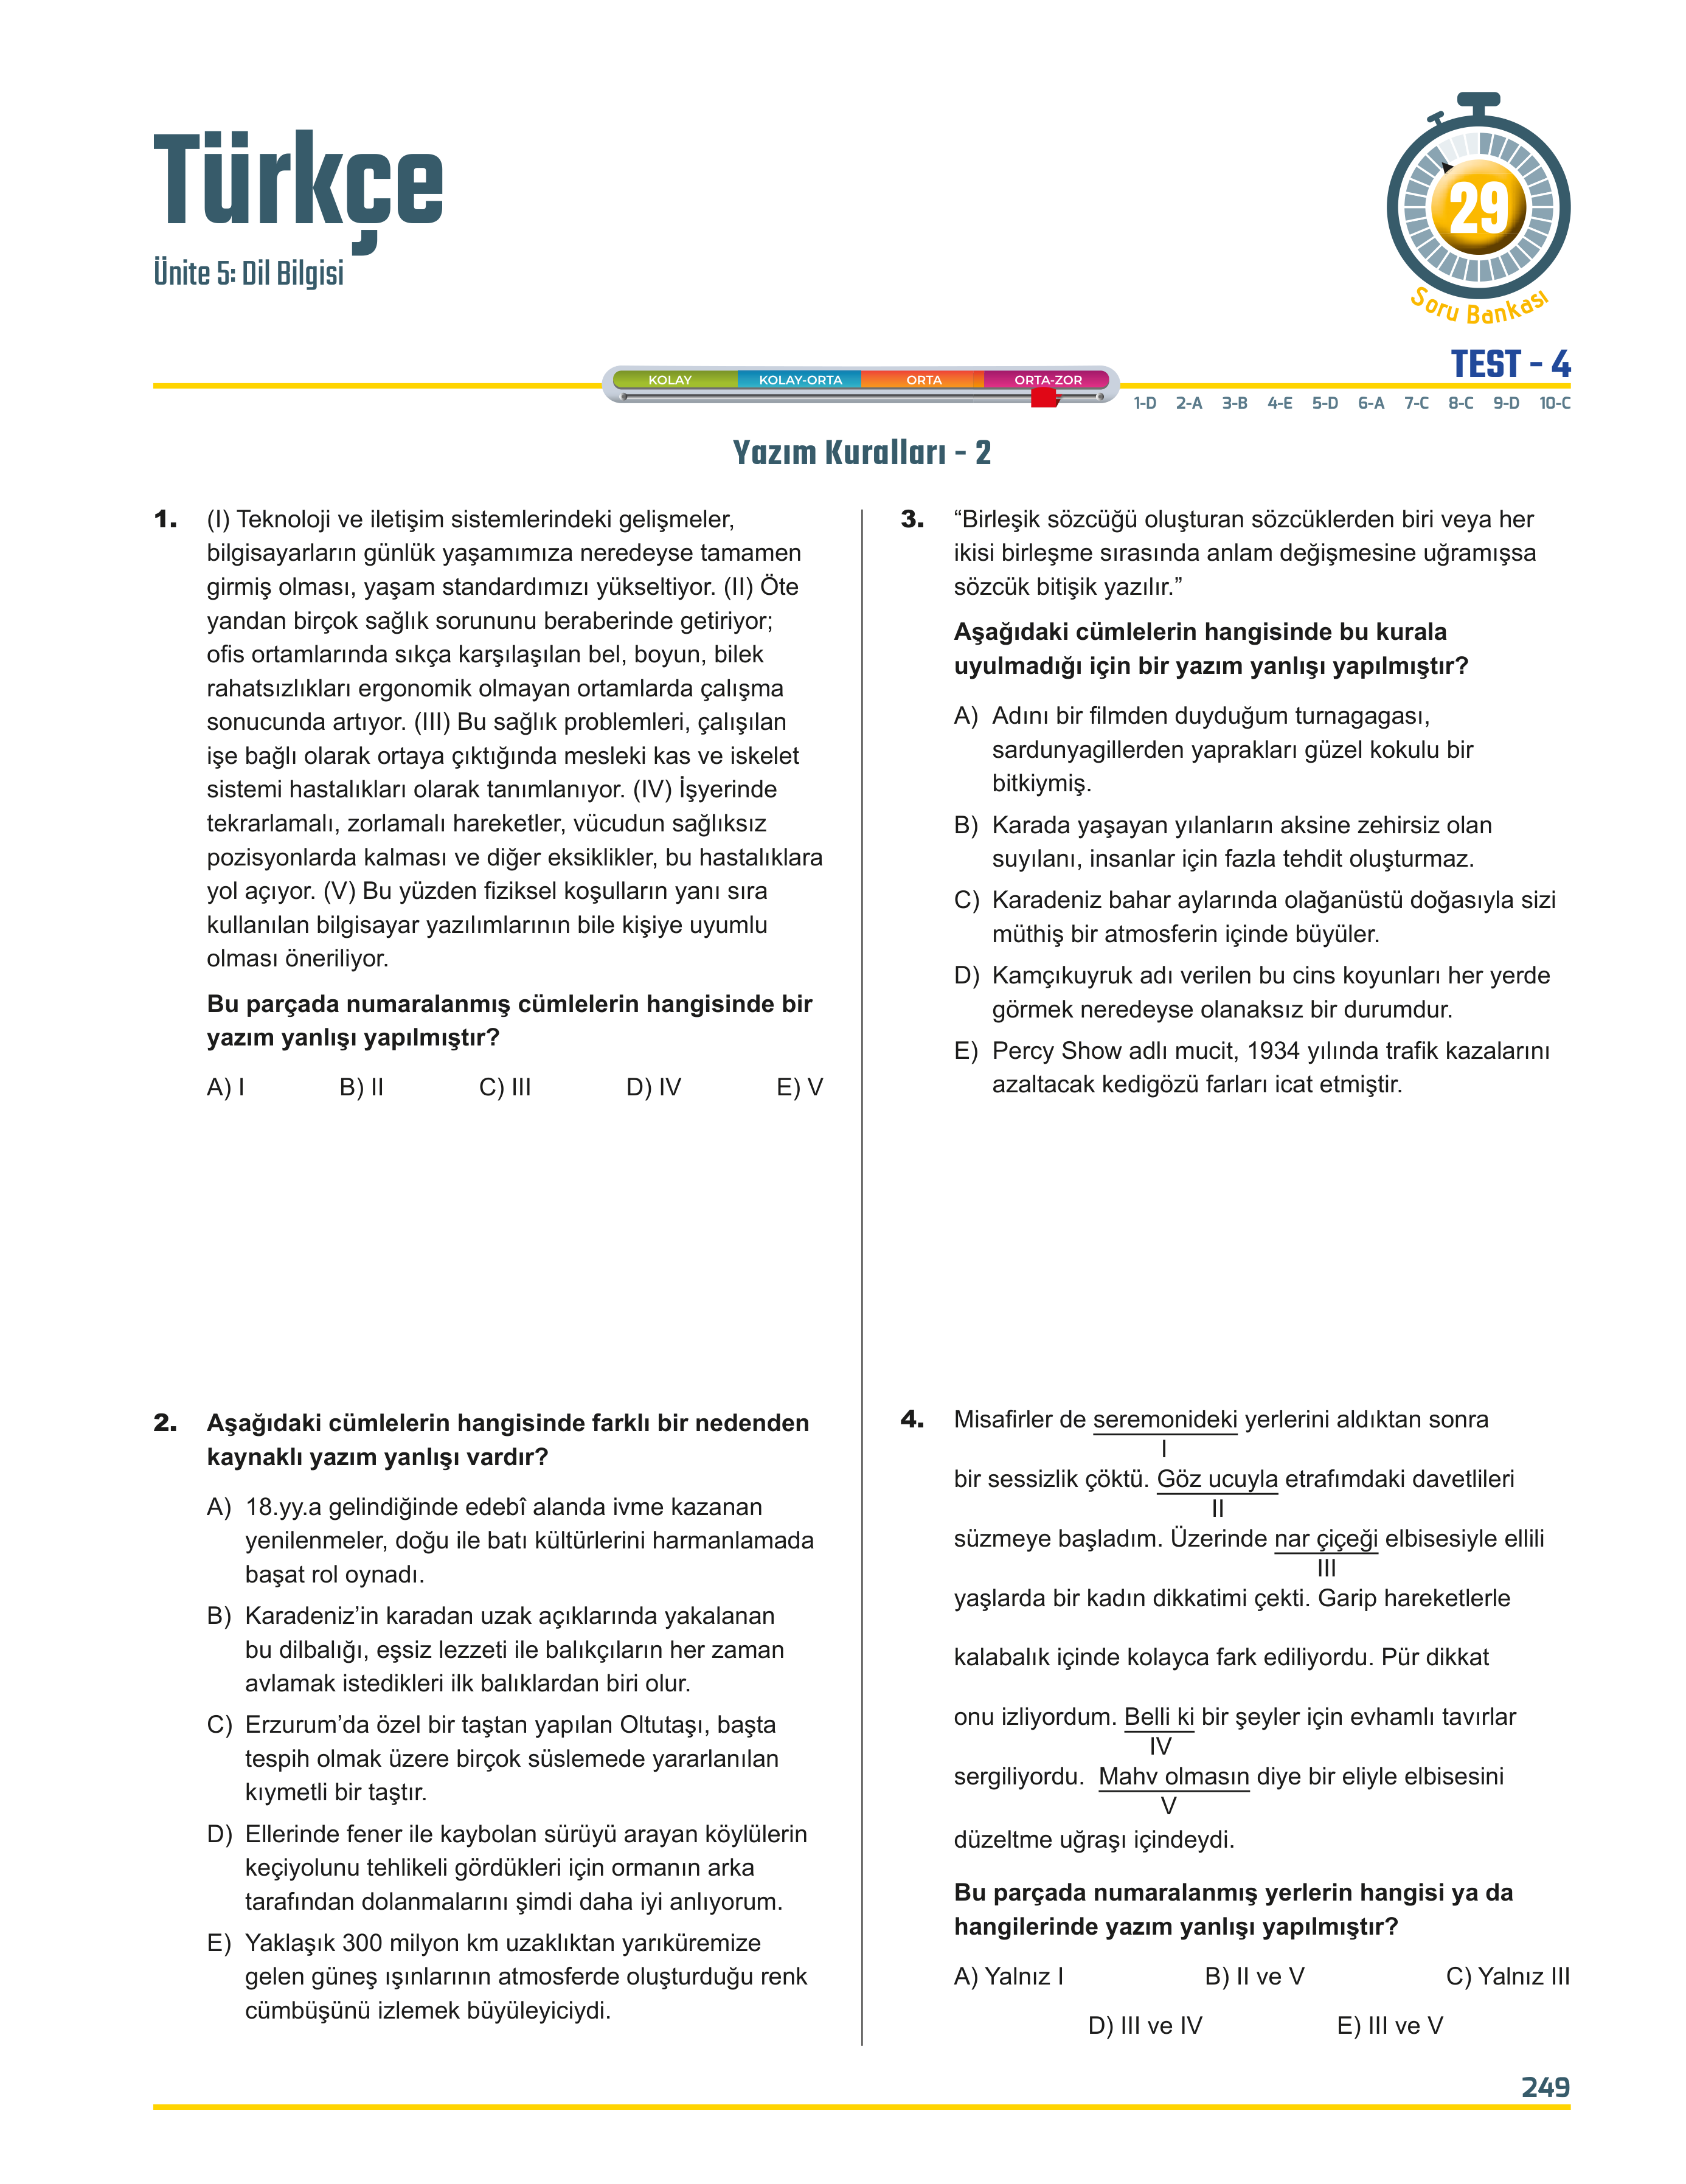 Türkçe
Ünite 5: Dil Bilgisi
29
Soru Bankası
TEST - 4
KOLAY KOLAY-ORTA ORTA ORTA-ZOR
1-D 2-A 3-B 4-E 5-D 6-A 7-C 8-C 9-D 10-C
Yazım Kuralları - 2
1. (I) Teknoloji ve iletişim sistemlerindeki gelişmeler,
bilgisayarların günlük yaşamımıza neredeyse tamamen
girmiş olması, yaşam standardımızı yükseltiyor. (II) Öte
yandan birçok sağlık sorununu beraberinde getiriyor;
ofis ortamlarında sıkça karşılaşılan bel, boyun, bilek
rahatsızlıkları ergonomik olmayan ortamlarda çalışma
sonucunda artıyor. (III) Bu sağlık problemleri, çalışılan
işe bağlı olarak ortaya çıktığında mesleki kas ve iskelet
sistemi hastalıkları olarak tanımlanıyor. (IV) İşyerinde
tekrarlamalı, zorlamalı hareketler, vücudun sağlıksız
pozisyonlarda kalması ve diğer eksiklikler, bu hastalıklara
yol açıyor. (V) Bu yüzden fiziksel koşulların yanı sıra
kullanılan bilgisayar yazılımlarının bile kişiye uyumlu
olması öneriliyor.
Bu parçada numaralanmış cümlelerin hangisinde bir
yazım yanlışı yapılmıştır?
A) I B) II C) III D) IV E) V
2. Aşağıdaki cümlelerin hangisinde farklı bir nedenden
kaynaklı yazım yanlışı vardır?
A) 18.yy.a gelindiğinde edebî alanda ivme kazanan
yenilenmeler, doğu ile batı kültürlerini harmanlamada
başat rol oynadı.
B) Karadeniz’in karadan uzak açıklarında yakalanan
bu dilbalığı, eşsiz lezzeti ile balıkçıların her zaman
avlamak istedikleri ilk balıklardan biri olur.
C) Erzurum’da özel bir taştan yapılan Oltutaşı, başta
tespih olmak üzere birçok süslemede yararlanılan
kıymetli bir taştır.
D) Ellerinde fener ile kaybolan sürüyü arayan köylülerin
keçiyolunu tehlikeli gördükleri için ormanın arka
tarafından dolanmalarını şimdi daha iyi anlıyorum.
E) Yaklaşık 300 milyon km uzaklıktan yarıküremize
gelen güneş ışınlarının atmosferde oluşturduğu renk
cümbüşünü izlemek büyüleyiciydi.
3. “Birleşik sözcüğü oluşturan sözcüklerden biri veya her
ikisi birleşme sırasında anlam değişmesine uğramışsa
sözcük bitişik yazılır.”
Aşağıdaki cümlelerin hangisinde bu kurala
uyulmadığı için bir yazım yanlışı yapılmıştır?
A) Adını bir filmden duyduğum turnagagası,
sardunyagillerden yaprakları güzel kokulu bir
bitkiymiş.
B) Karada yaşayan yılanların aksine zehirsiz olan
suyılanı, insanlar için fazla tehdit oluşturmaz.
C) Karadeniz bahar aylarında olağanüstü doğasıyla sizi
müthiş bir atmosferin içinde büyüler.
D) Kamçıkuyruk adı verilen bu cins koyunları her yerde
görmek neredeyse olanaksız bir durumdur.
E) Percy Show adlı mucit, 1934 yılında trafik kazalarını
azaltacak kedigözü farları icat etmiştir.
4. Misafirler de seremonideki yerlerini aldıktan sonra
I
bir sessizlik çöktü. Göz ucuyla etrafımdaki davetlileri
II
süzmeye başladım. Üzerinde nar çiçeği elbisesiyle ellili
III
yaşlarda bir kadın dikkatimi çekti. Garip hareketlerle
kalabalık içinde kolayca fark ediliyordu. Pür dikkat
onu izliyordum. Belli ki bir şeyler için evhamlı tavırlar
IV
sergiliyordu. Mahv olmasın diye bir eliyle elbisesini
V
düzeltme uğraşı içindeydi.
Bu parçada numaralanmış yerlerin hangisi ya da
hangilerinde yazım yanlışı yapılmıştır?
A) Yalnız I B) II ve V C) Yalnız III
D) III ve IV E) III ve V
249